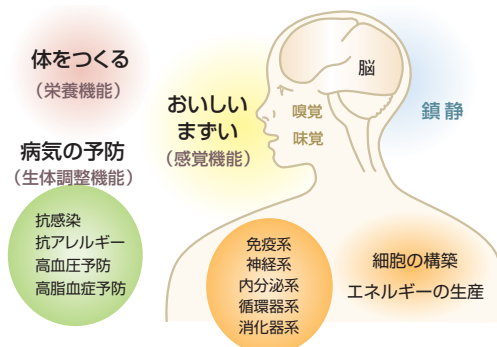 体をつくる
（栄養機能）
病気の予防
（生体調整機能）
抗感染
抗アレルギー
高血圧予防
高脂血症予防
おいしい
まずい
（感覚機能）
脳
嗅覚
味覚
鎮静
免疫系
神経系
内分泌系
循環器系
消化器系
細胞の構築
エネルギーの生産